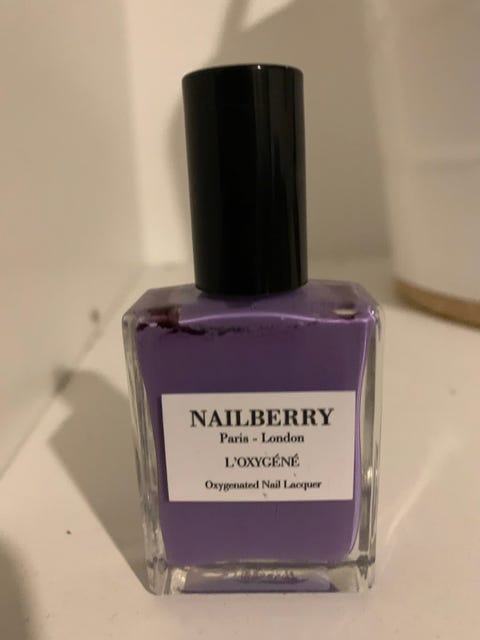 NAILBERRY
Paris - London
L'OXYGÉNÉ
Oxygenated Nail Lacquer